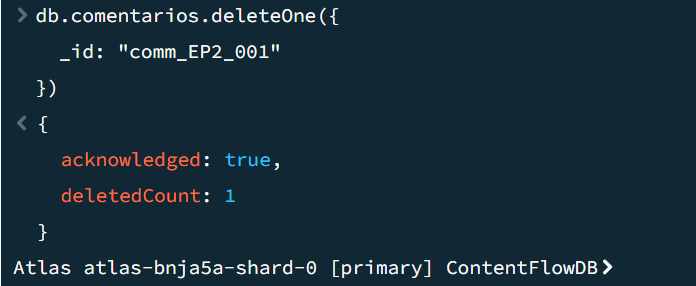 > db.comentarios.deleteOne({
_id: "comm_EP2_001"
})
< {
acknowledged: true,
deletedCount: 1
}
Atlas atlas-bnja5a-shard-0 [primary] ContentFlowDB>